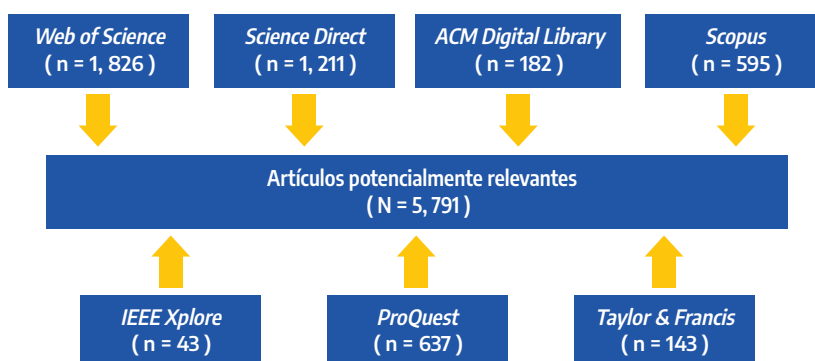 Web of Science
( n = 1, 826 )
Science Direct
( n = 1, 211 )
ACM Digital Library
( n = 182 )
Scopus
( n = 595 )
Artículos potencialmente relevantes
( N = 5, 791 )
IEEE Xplore
( n = 43 )
ProQuest
( n = 637 )
Taylor & Francis
( n = 143 )